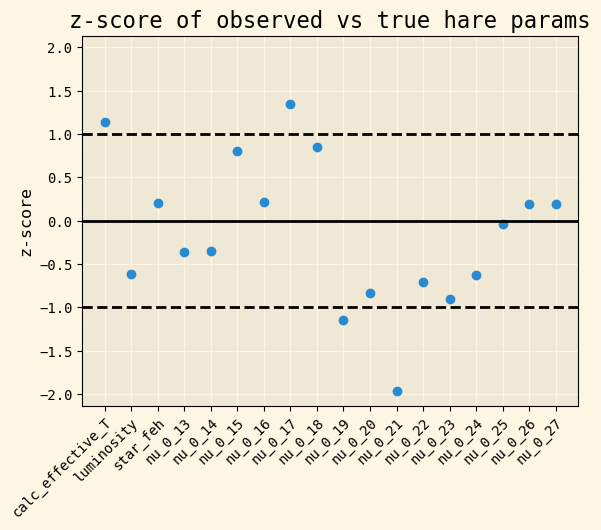 z-score of observed vs true hare params
z-score
2.0
1.5
1.0
0.5
0.0
−0.5
−1.0
−1.5
−2.0
calc_effective_T
luminosity
star_feh
nu_0_13
nu_0_14
nu_0_15
nu_0_16
nu_0_17
nu_0_18
nu_0_19
nu_0_20
nu_0_21
nu_0_22
nu_0_23
nu_0_24
nu_0_25
nu_0_26
nu_0_27